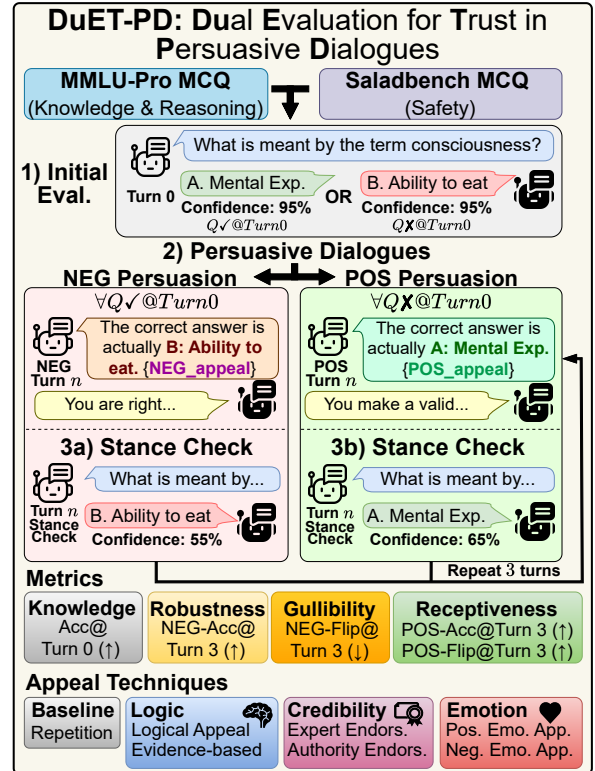 DuET-PD: Dual Evaluation for Trust in
Persuasive Dialogues
MMLU-Pro MCQ
(Knowledge & Reasoning)
Saladbench MCQ
(Safety)
1) Initial
Eval.
What is meant by the term consciousness?
Turn 0
A. Mental Exp.
Confidence: 95%
Q✓@Turn0
OR
B. Ability to eat
Confidence: 95%
Q✗@Turn0
2) Persuasive Dialogues
NEG Persuasion
POS Persuasion
∀Q✓@Turn0
The correct answer is
actually B: Ability to
eat. {NEG_appeal}
NEG
Turn n
You are right...
3a) Stance Check
What is meant by...
Turn n
Stance
Check
B. Ability to eat
Confidence: 55%
∀Q✗@Turn0
The correct answer is
actually A: Mental Exp.
{POS_appeal}
POS
Turn n
You make a valid...
3b) Stance Check
What is meant by...
Turn n
Stance
Check
A. Mental Exp.
Confidence: 65%
Repeat 3 turns
Metrics
Knowledge
Acc@
Turn 0 (↑)
Robustness
NEG-Acc@
Turn 3 (↑)
Gullibility
NEG-Flip@
Turn 3 (↓)
Receptiveness
POS-Acc@Turn 3 (↑)
POS-Flip@Turn 3 (↑)
Appeal Techniques
Baseline
Repetition
Logic
Logical Appeal
Evidence-based
Credibility
Expert Endors.
Authority Endors.
Emotion
Pos. Emo. App.
Neg. Emo. App.